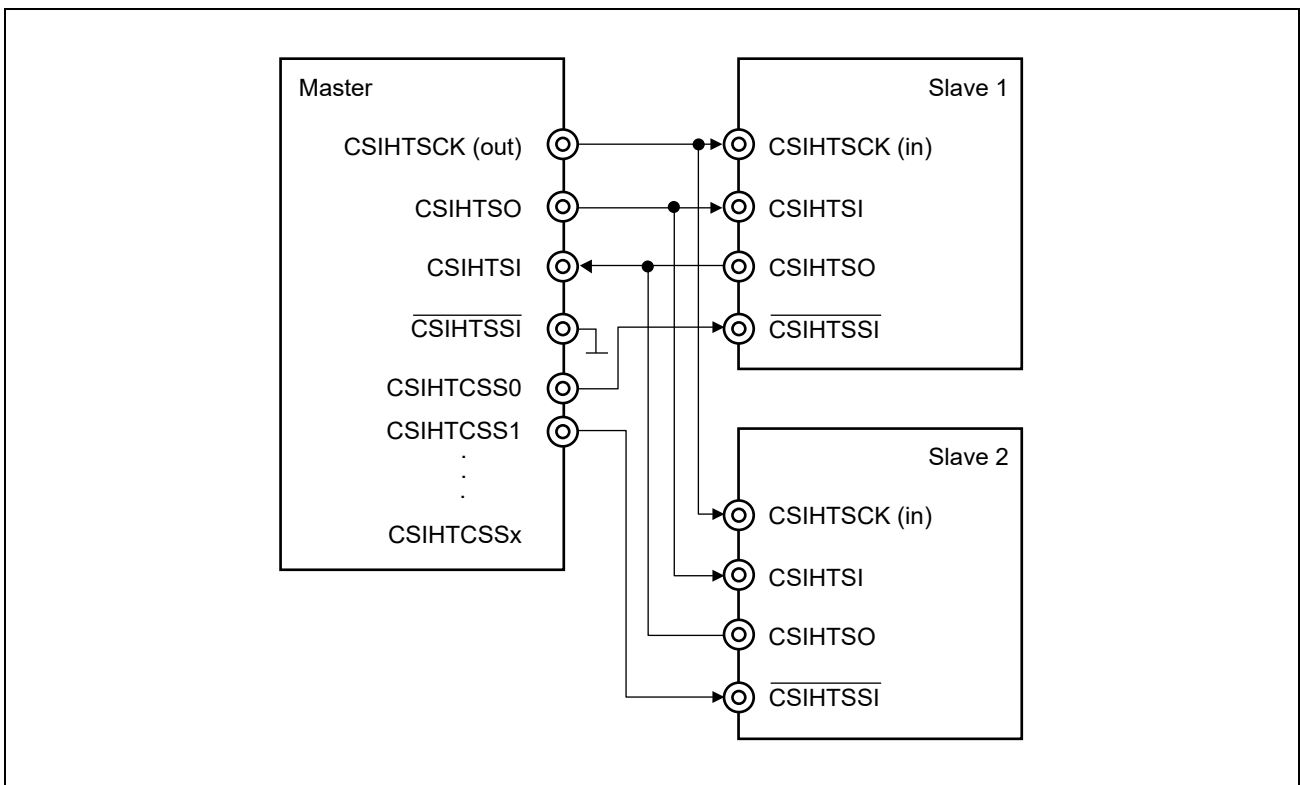 Master
CSIHTSCK (out)
CSIHTSO
CSIHTSI
CSIHTSSI
CSIHTCSS0
CSIHTCSS1
.
.
.
CSIHTCSSx
Slave 1
CSIHTSCK (in)
CSIHTSI
CSIHTSO
CSIHTSSI
Slave 2
CSIHTSCK (in)
CSIHTSI
CSIHTSO
CSIHTSSI